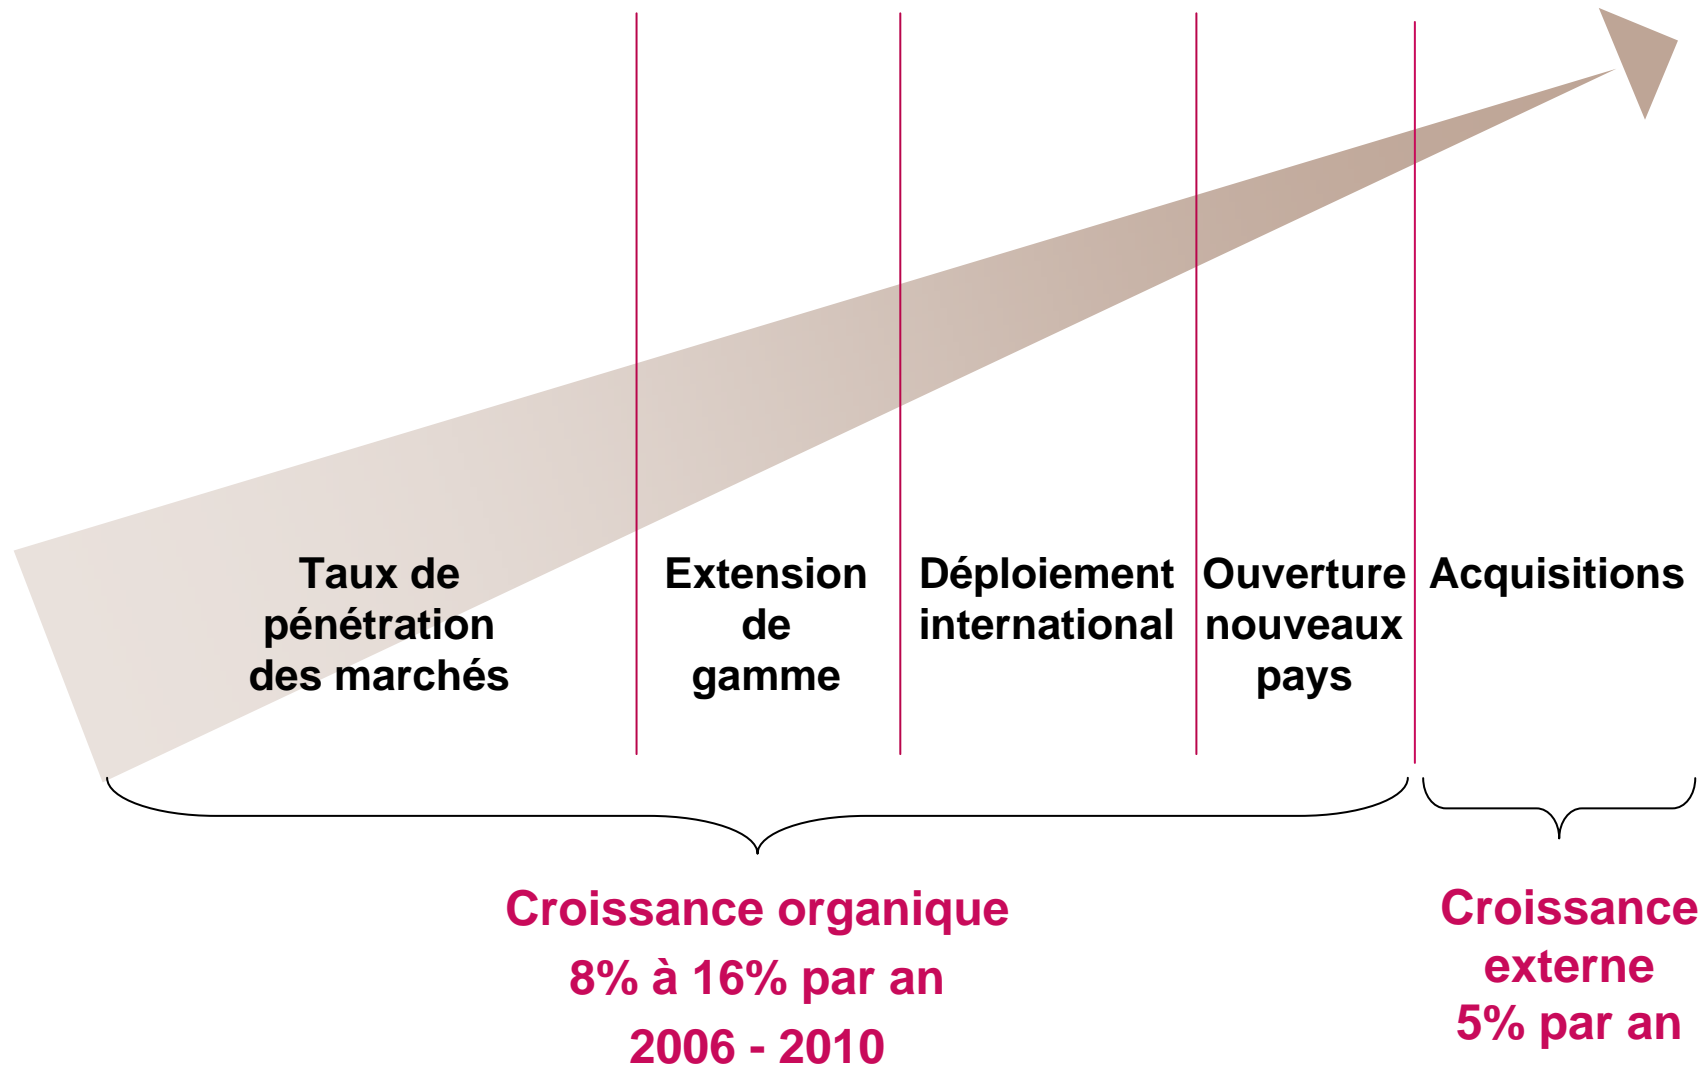 Taux de
pénétration
des marchés
Extension
de
gamme
Déploiement
international
Ouverture
nouveaux
pays
Acquisitions
Croissance organique
8% à 16% par an
2006 - 2010
Croissance
externe
5% par an